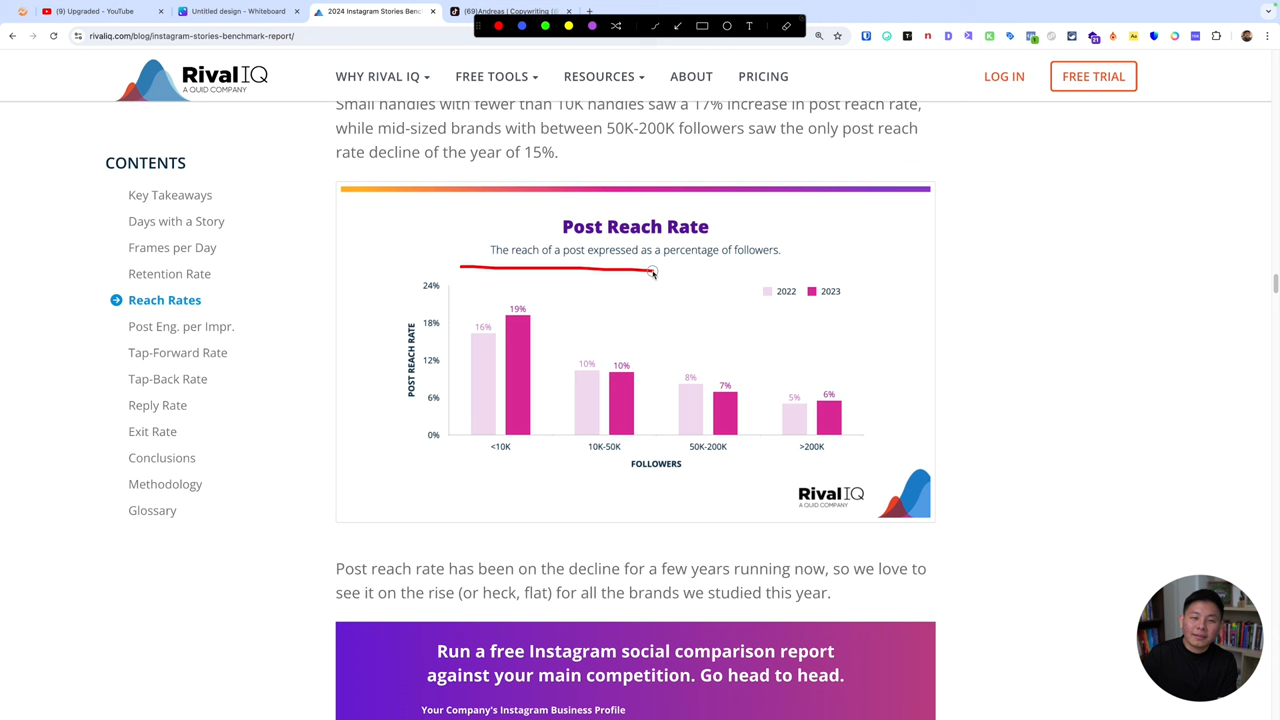 (9) Upgraded - YouTube
Untitled design - Whiteboard
2024 Instagram Stories Ben
(69)Andreas | Copywriting (
T
rivaliq.com/blog/instagram-stories-benchmark-report/
RivalIQ
A QUID COMPANY
WHY RIVAL IQ
FREE TOOLS
RESOURCES
ABOUT
PRICING
LOG IN
FREE TRIAL
Small handles with fewer than 10K handles saw a 17% increase in post reach rate,
while mid-sized brands with between 50K-200K followers saw the only post reach
rate decline of the year of 15%.
CONTENTS
Key Takeaways
Days with a Story
Frames per Day
Retention Rate
Reach Rates
Post Eng. per Impr.
Tap-Forward Rate
Tap-Back Rate
Reply Rate
Exit Rate
Conclusions
Methodology
Glossary
Post Reach Rate
The reach of a post expressed as a percentage of followers.
2022 2023
POST REACH RATE
24%
18%
12%
6%
0%
16% 19%
10% 10%
8% 7%
5% 6%
<10K 10K-50K 50K-200K >200K
FOLLOWERS
RivalIQ
A QUID COMPANY
Post reach rate has been on the decline for a few years running now, so we love to
see it on the rise (or heck, flat) for all the brands we studied this year.
Run a free Instagram social comparison report
against your main competition. Go head to head.
Your Company's Instagram Business Profile